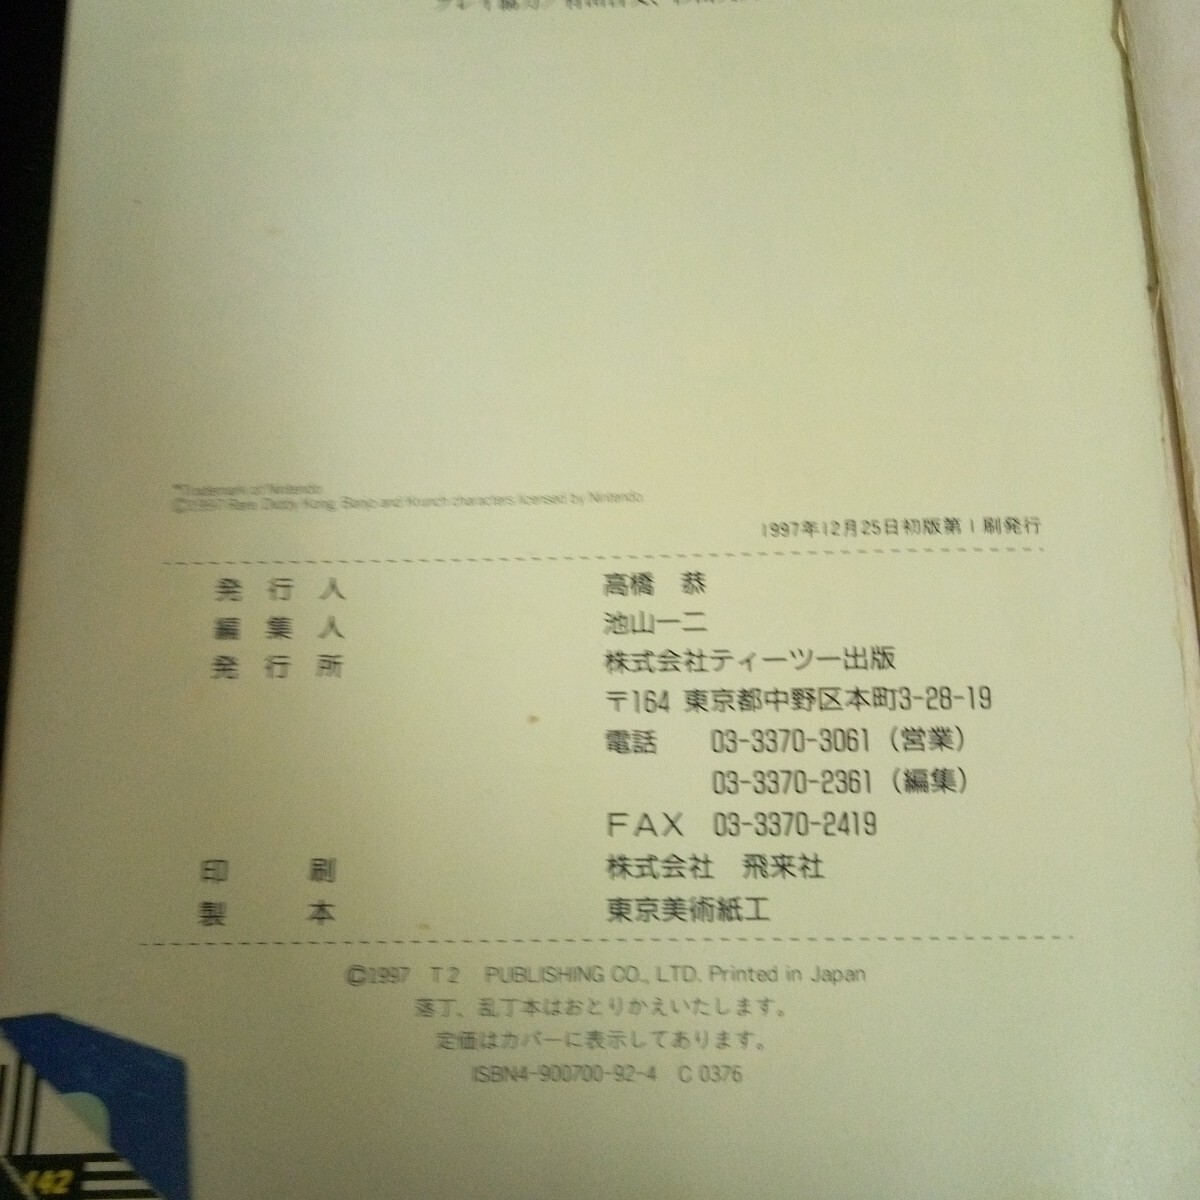 ™Trademark of Nintendo
©1997 Rare. Diddy Kong, Banjo and Krunch characters licensed by Nintendo.
1997年12月25日初版第1刷発行
発行人 高橋 恭
編集人 池山一二
発行所 株式会社ティーツー出版
〒164 東京都中野区本町3-28-19
電話 03-3370-3061（営業）
03-3370-2361（編集）
FAX 03-3370-2419
印刷 株式会社 飛来社
製本 東京美術紙工
©1997 T2 PUBLISHING CO., LTD. Printed in Japan
落丁、乱丁本はおとりかえいたします。
定価はカバーに表示してあります。
ISBN4-900700-92-4 C0376
142